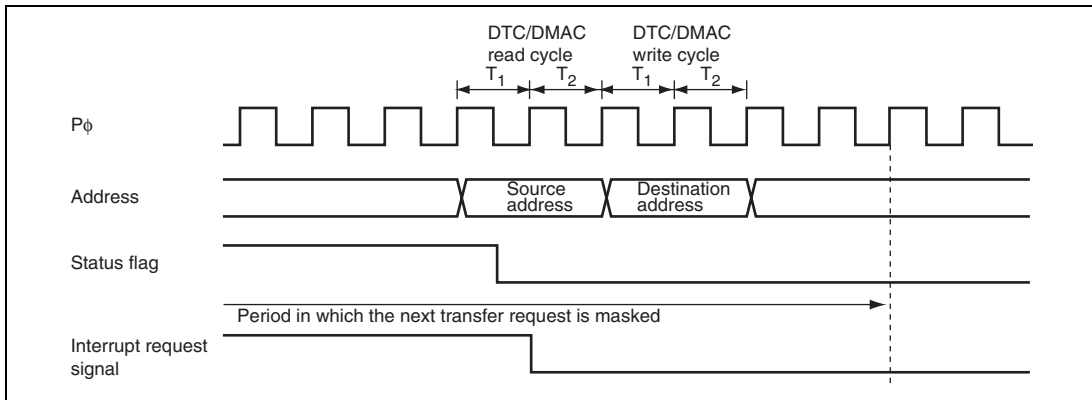 DTC/DMAC
read cycle
DTC/DMAC
write cycle
T1 T2 T1 T2
Pϕ
Address
Source
address
Destination
address
Status flag
Period in which the next transfer request is masked
Interrupt request
signal